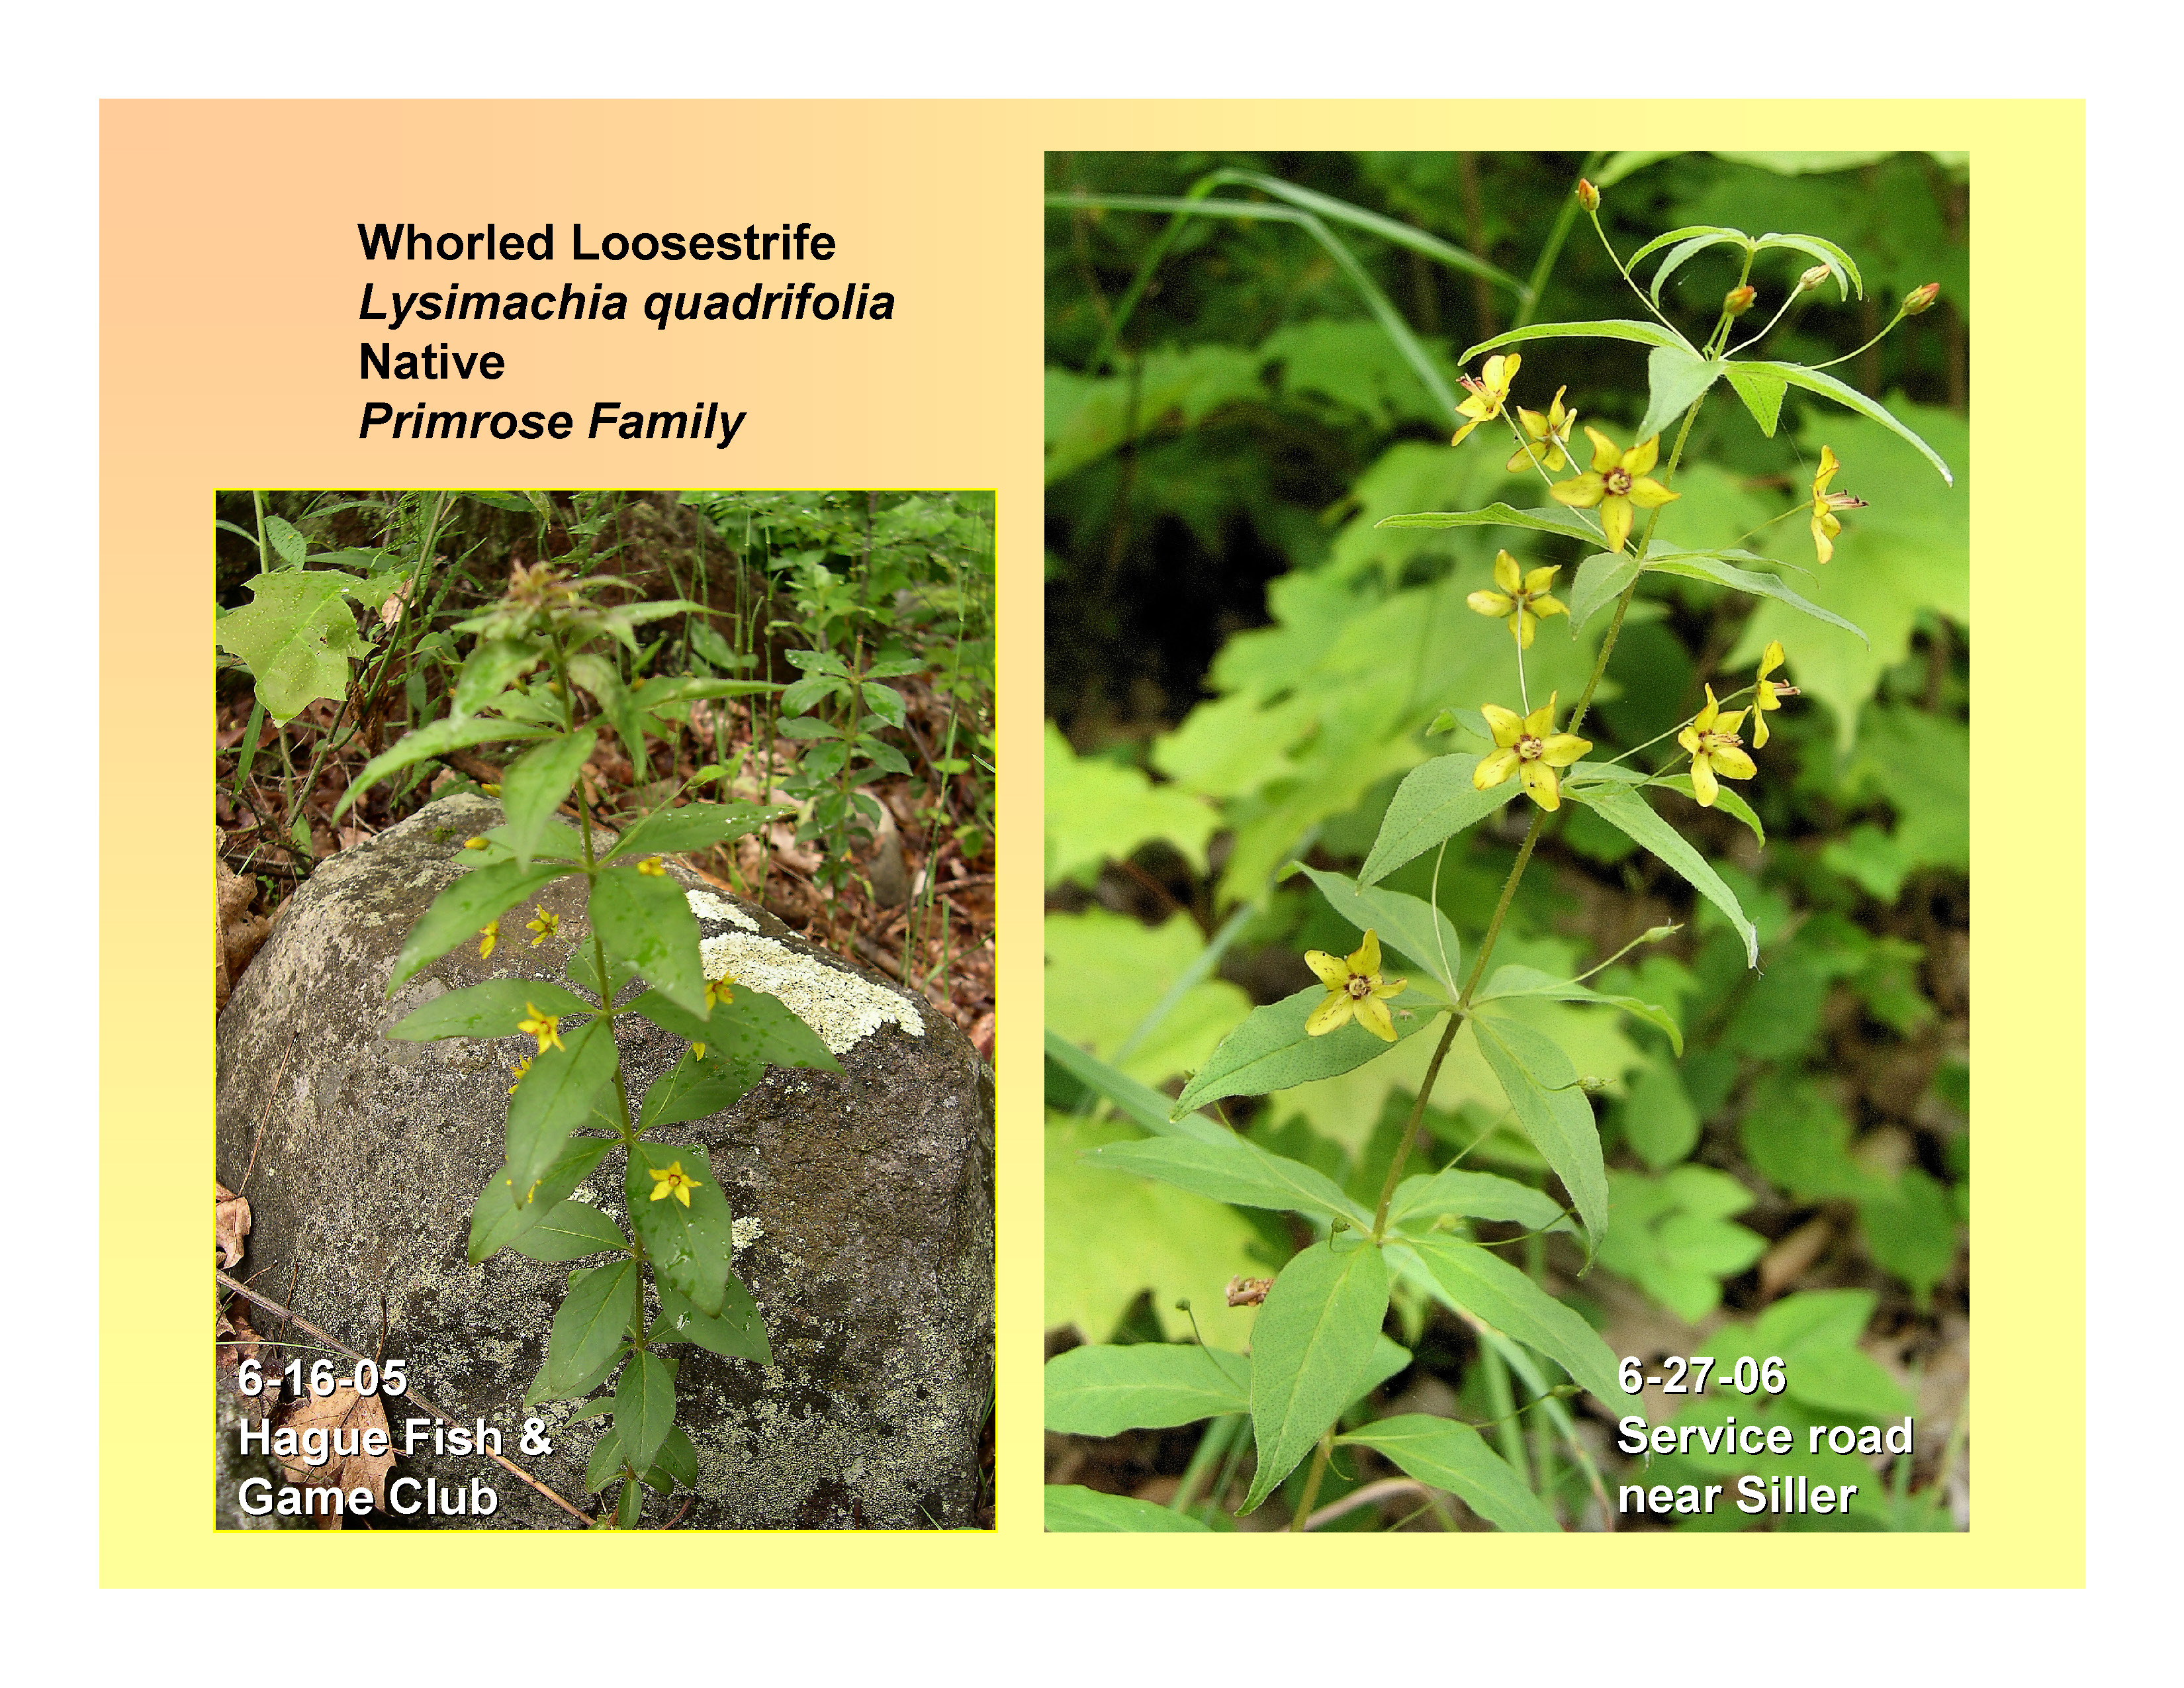 Whorled Loosestrife
Lysimachia quadrifolia
Native
Primrose Family
6-16-05
Hague Fish &
Game Club
6-27-06
Service road
near Siller